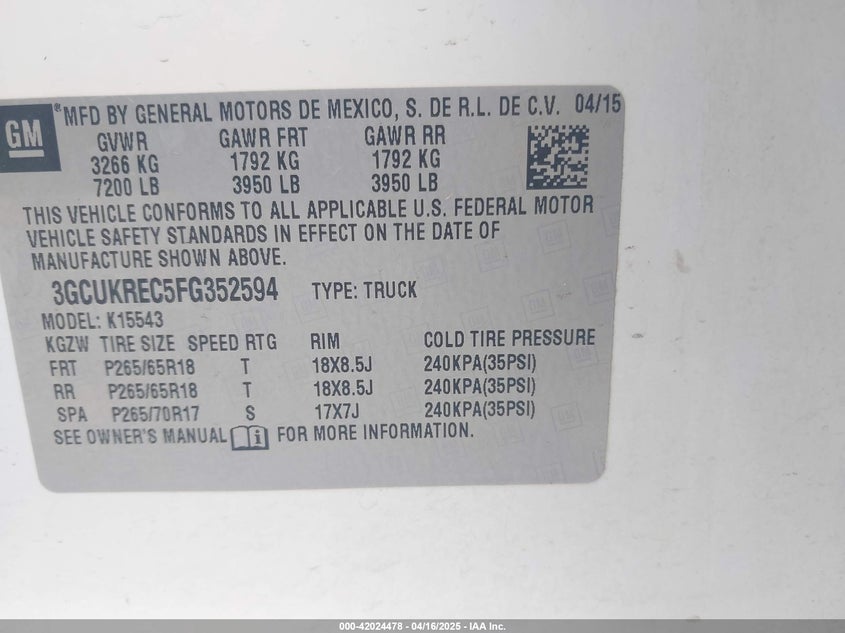 GM
® MFD BY GENERAL MOTORS DE MEXICO, S. DE R.L. DE C.V. 04/15
GVWR GAWR FRT GAWR RR
3266 KG 1792 KG 1792 KG
7200 LB 3950 LB 3950 LB
THIS VEHICLE CONFORMS TO ALL APPLICABLE U.S. FEDERAL MOTOR
VEHICLE SAFETY STANDARDS IN EFFECT ON THE DATE OF
MANUFACTURE SHOWN ABOVE.
3GCUKREC5FG352594 TYPE: TRUCK
MODEL: K15543
KGZW TIRE SIZE SPEED RTG RIM COLD TIRE PRESSURE
FRT P265/65R18 T 18X8.5J 240KPA(35PSI)
RR P265/65R18 T 18X8.5J 240KPA(35PSI)
SPA P265/70R17 S 17X7J 240KPA(35PSI)
SEE OWNER'S MANUAL FOR MORE INFORMATION.
000-42024478 - 04/16/2025 - IAA Inc.